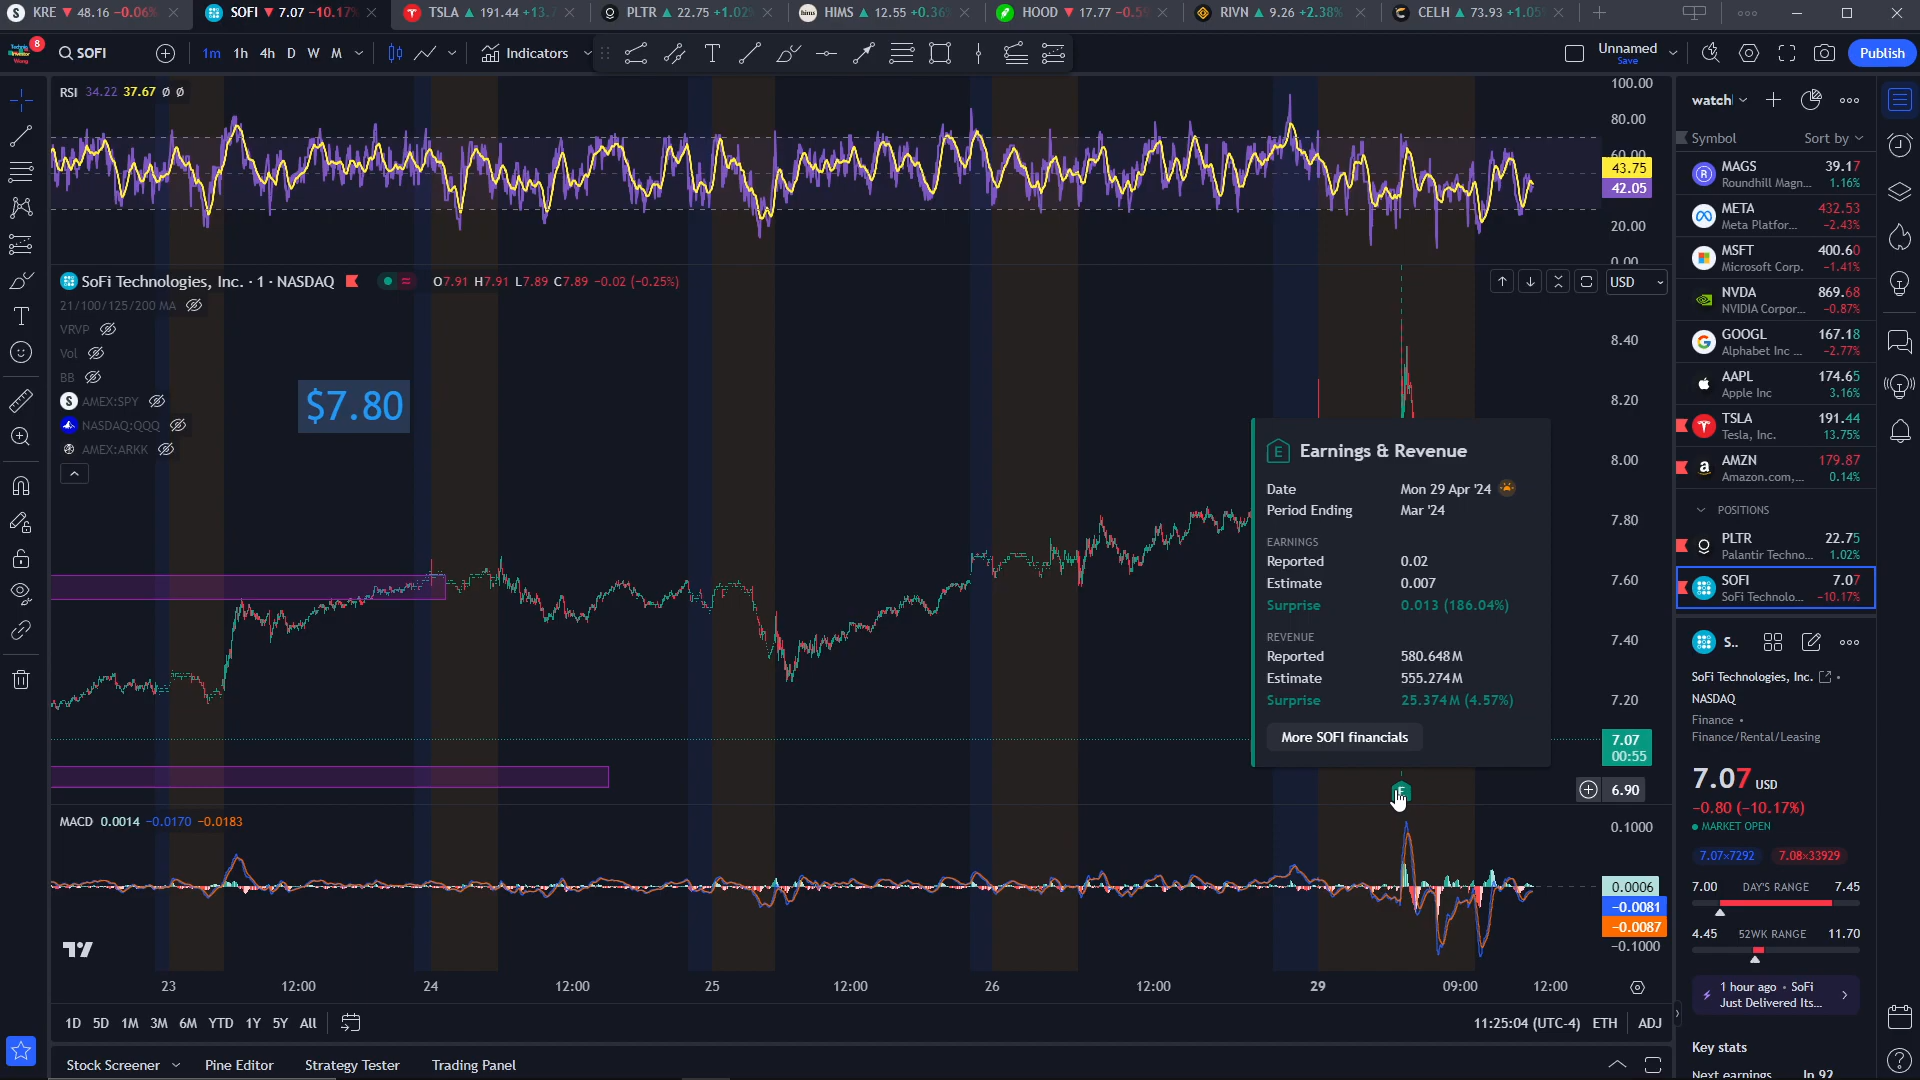 KRE ▼ 48.16 -0.06%
SOFI ▼ 7.07 -10.17%
TSLA ▲ 191.44 +13.7
PLTR ▲ 22.75 +1.02%
HIMS ▲ 12.55 +0.36%
HOOD ▼ 17.77 -0.5
RIVN ▲ 9.26 +2.38%
CELH ▲ 73.93 +1.05
8
SOFI
1m 1h 4h D W M
Indicators
Unnamed
Save
Publish
RSI 34.22 37.67 Ø Ø
100.00
80.00
60.00
43.75
42.05
20.00
0.00
SoFi Technologies, Inc. · 1 · NASDAQ
O7.91 H7.91 L7.89 C7.89 -0.02 (-0.25%)
USD
21/100/125/200 MA
VRVP
Vol
BB
AMEX:SPY
NASDAQ:QQQ
AMEX:ARKK
$7.80
8.40
8.20
8.00
7.80
7.60
7.40
7.20
7.07
00:55
6.90
Earnings & Revenue
Date Mon 29 Apr '24
Period Ending Mar '24
EARNINGS
Reported 0.02
Estimate 0.007
Surprise 0.013 (186.04%)
REVENUE
Reported 580.648M
Estimate 555.274M
Surprise 25.374M (4.57%)
More SOFI financials
MACD 0.0014 -0.0170 -0.0183
0.1000
0.0006
-0.0081
-0.0087
-0.1000
23 12:00 24 12:00 25 12:00 26 12:00 29 09:00 12:00
1D 5D 1M 3M 6M YTD 1Y 5Y All
11:25:04 (UTC-4) ETH ADJ
Stock Screener Pine Editor Strategy Tester Trading Panel
watchl
Symbol Sort by
MAGS 39.17
Roundhill Magn... 1.16%
META 432.53
Meta Platfor... -2.43%
MSFT 400.60
Microsoft Corp. -1.41%
NVDA 869.68
NVIDIA Corpor... -0.87%
GOOGL 167.18
Alphabet Inc ... -2.77%
AAPL 174.65
Apple Inc 3.16%
TSLA 191.44
Tesla, Inc. 13.75%
AMZN 179.87
Amazon.com,... 0.14%
POSITIONS
PLTR 22.75
Palantir Techno... 1.02%
SOFI 7.07
SoFi Technolo... -10.17%
S..
SoFi Technologies, Inc.
NASDAQ
Finance •
Finance/Rental/Leasing
7.07 USD
-0.80 (-10.17%)
MARKET OPEN
7.07×7292 7.08×33929
7.00 DAY'S RANGE 7.45
4.45 52WK RANGE 11.70
1 hour ago • SoFi
Just Delivered Its...
Key stats
Next earnings In 92